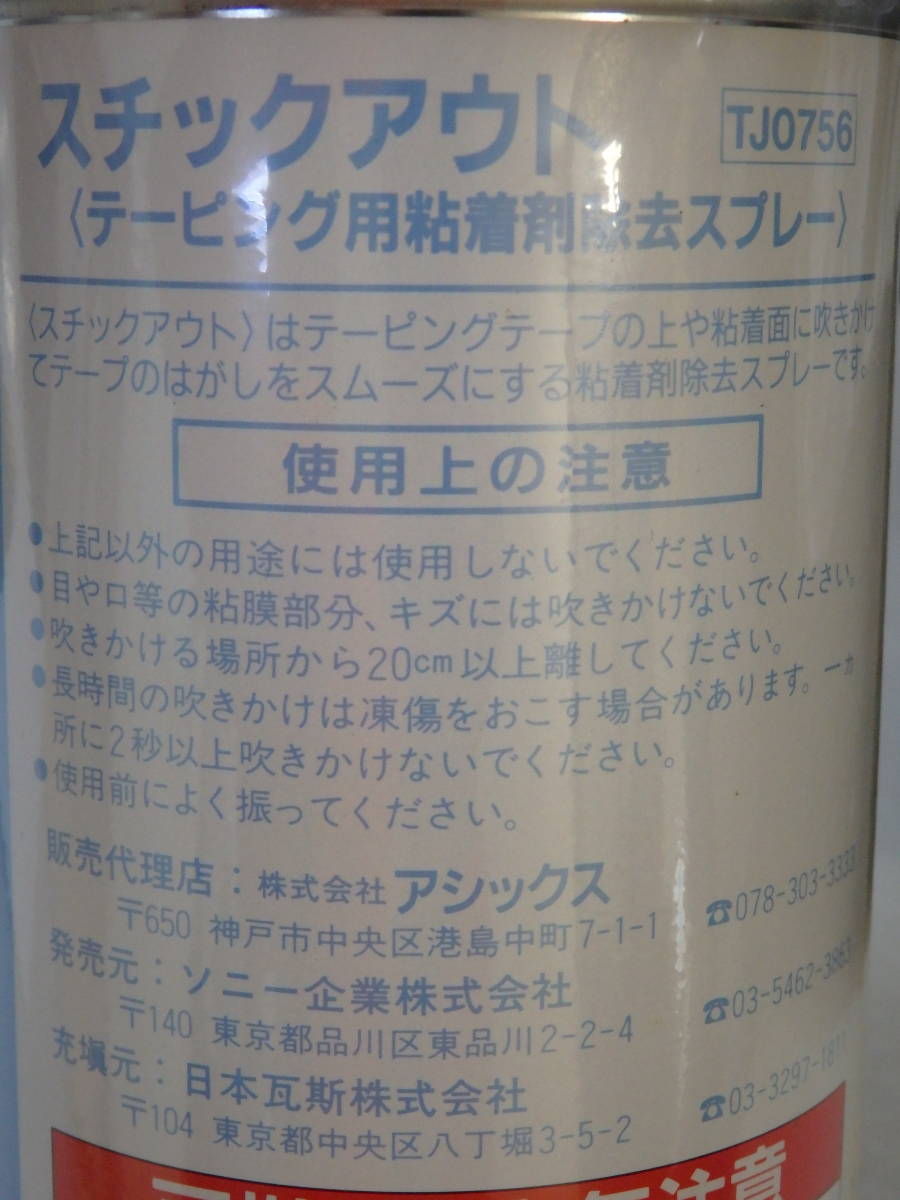 スチックアウト
TJ0756
〈テーピング用粘着剤除去スプレー〉
〈スチックアウト〉はテーピングテープの上や粘着面に吹きかけ
てテープのはがしをスムーズにする粘着剤除去スプレーです。
使用上の注意
●上記以外の用途には使用しないでください。
●目や口等の粘膜部分、キズには吹きかけないでください。
●吹きかける場所から20cm以上離してください。
●長時間の吹きかけは凍傷をおこす場合があります。一カ
所に2秒以上吹きかけないでください。
●使用前によく振ってください。
販売代理店：株式会社アシックス
〒650 神戸市中央区港島中町7-1-1 ☎078-303-3333
発売元：ソニー企業株式会社
〒140 東京都品川区東品川2-2-4 ☎03-5462-3863
充塡元：日本瓦斯株式会社
〒104 東京都中央区八丁堀3-5-2 ☎03-3297-1811
注意